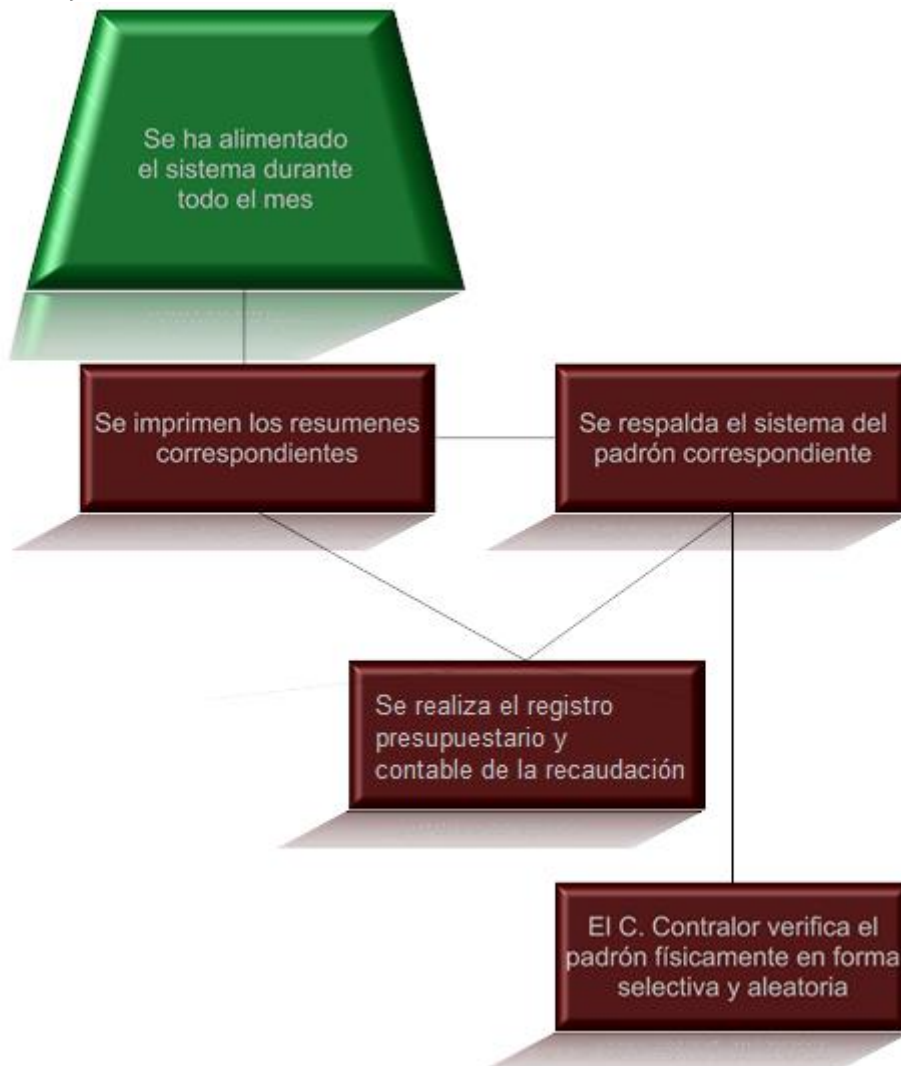 Se ha alimentado
el sistema durante
todo el mes
Se imprimen los resumenes
correspondientes
Se respalda el sistema del
padrón correspondiente
Se realiza el registro
presupuestario y
contable de la recaudación
El C. Contralor verifica el
padrón físicamente en forma
selectiva y aleatoria